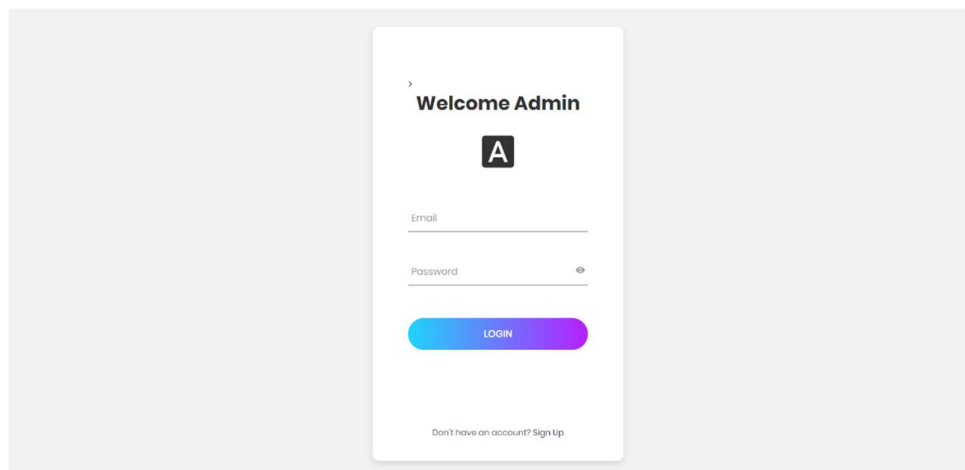 >
Welcome Admin
A
Email
Password
LOGIN
Don't have an account? Sign Up